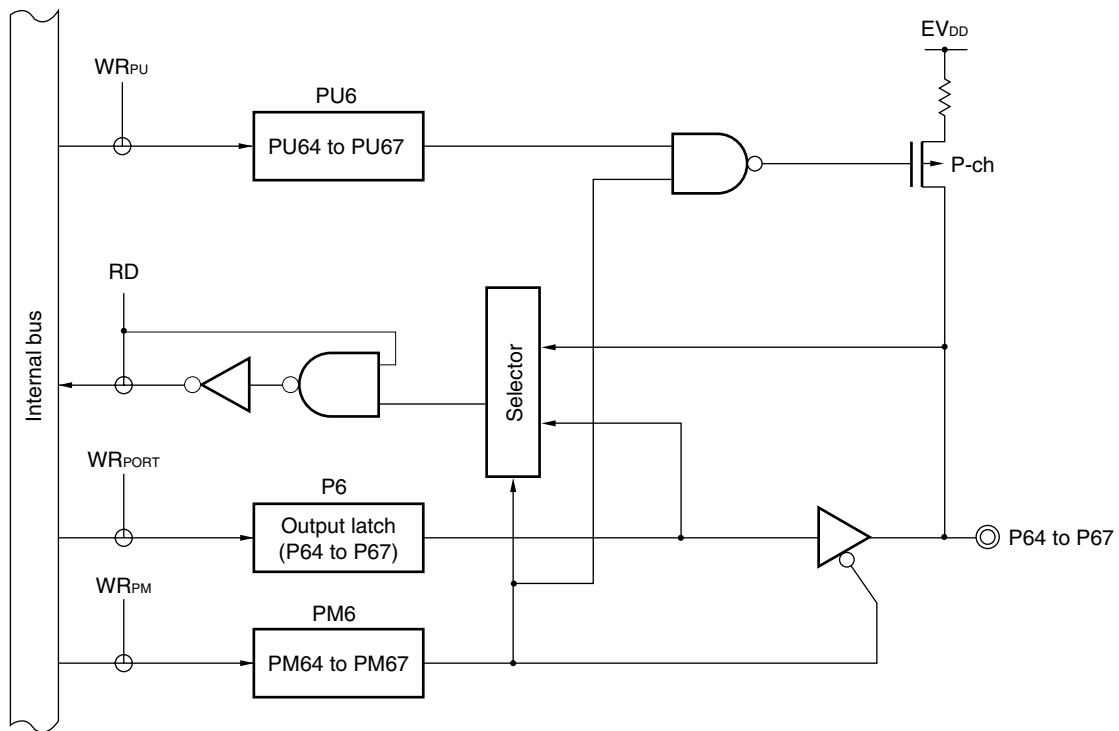 EVDD
WRPU
PU6
PU64 to PU67
P-ch
RD
Internal bus
Selector
WRPORT
P6
Output latch
(P64 to P67)
P64 to P67
WRPM
PM6
PM64 to PM67